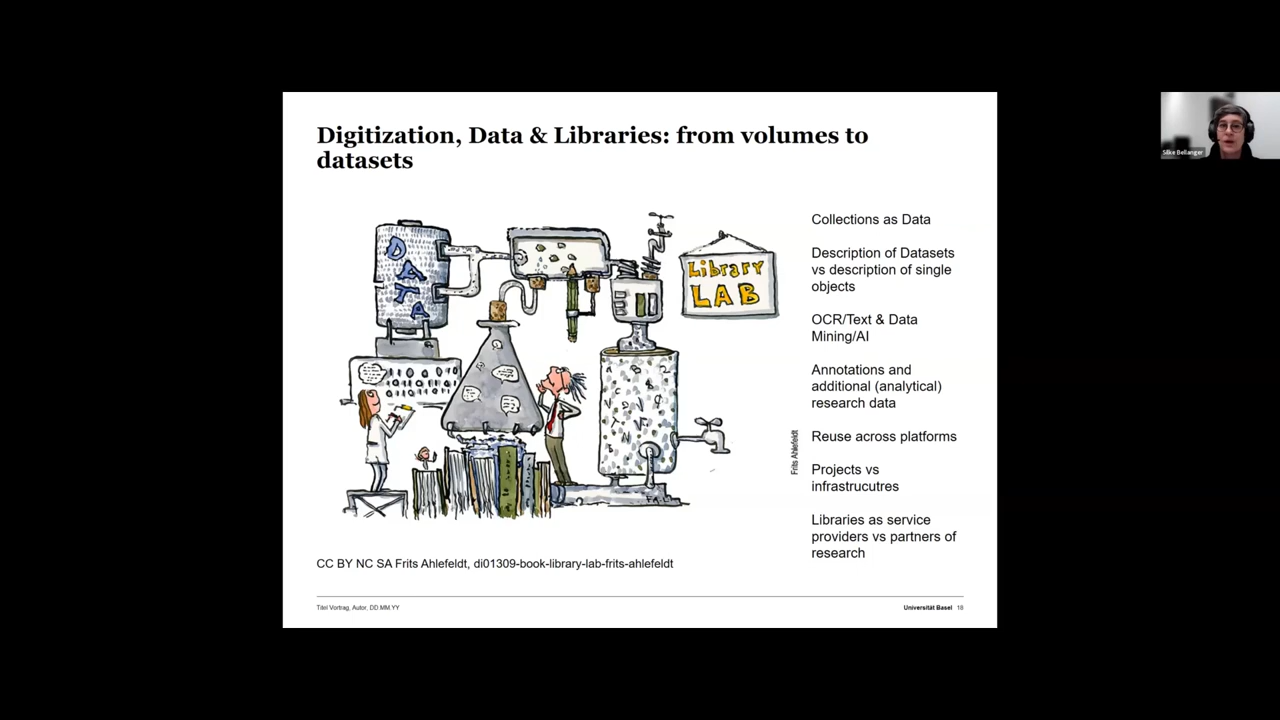 Digitization, Data & Libraries: from volumes to
datasets
DATA
Library
LAB
Collections as Data
Description of Datasets
vs description of single
objects
OCR/Text & Data
Mining/AI
Annotations and
additional (analytical)
research data
Reuse across platforms
Projects vs
infrastrucutres
Libraries as service
providers vs partners of
research
Frits Ahlefeldt
CC BY NC SA Frits Ahlefeldt, di01309-book-library-lab-frits-ahlefeldt
Titel Vortrag, Autor, DD.MM.YY
Universität Basel 18
Silke Bellanger